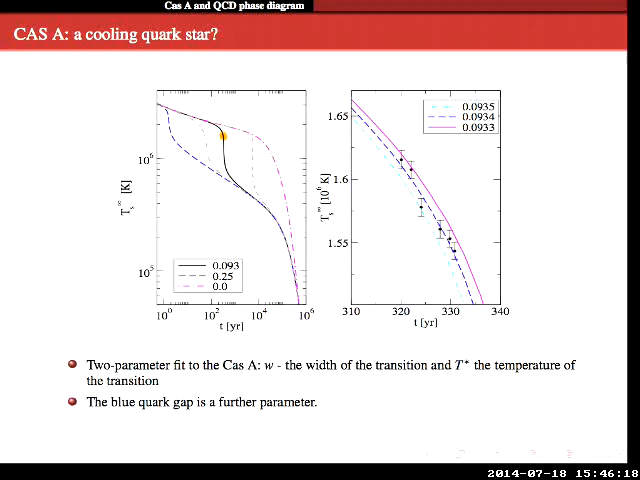 Cas A and QCD phase diagram
CAS A: a cooling quark star?
T_s^∞ [K]
10^6
10^5
0.093
0.25
0.0
10^0 10^2 10^4 10^6
t [yr]
T_s^∞ [10^6 K]
1.65
1.6
1.55
0.0935
0.0934
0.0933
310 320 330 340
t [yr]
Two-parameter fit to the Cas A: w - the width of the transition and T* the temperature of
the transition
The blue quark gap is a further parameter.
2014-07-18 15:46:18